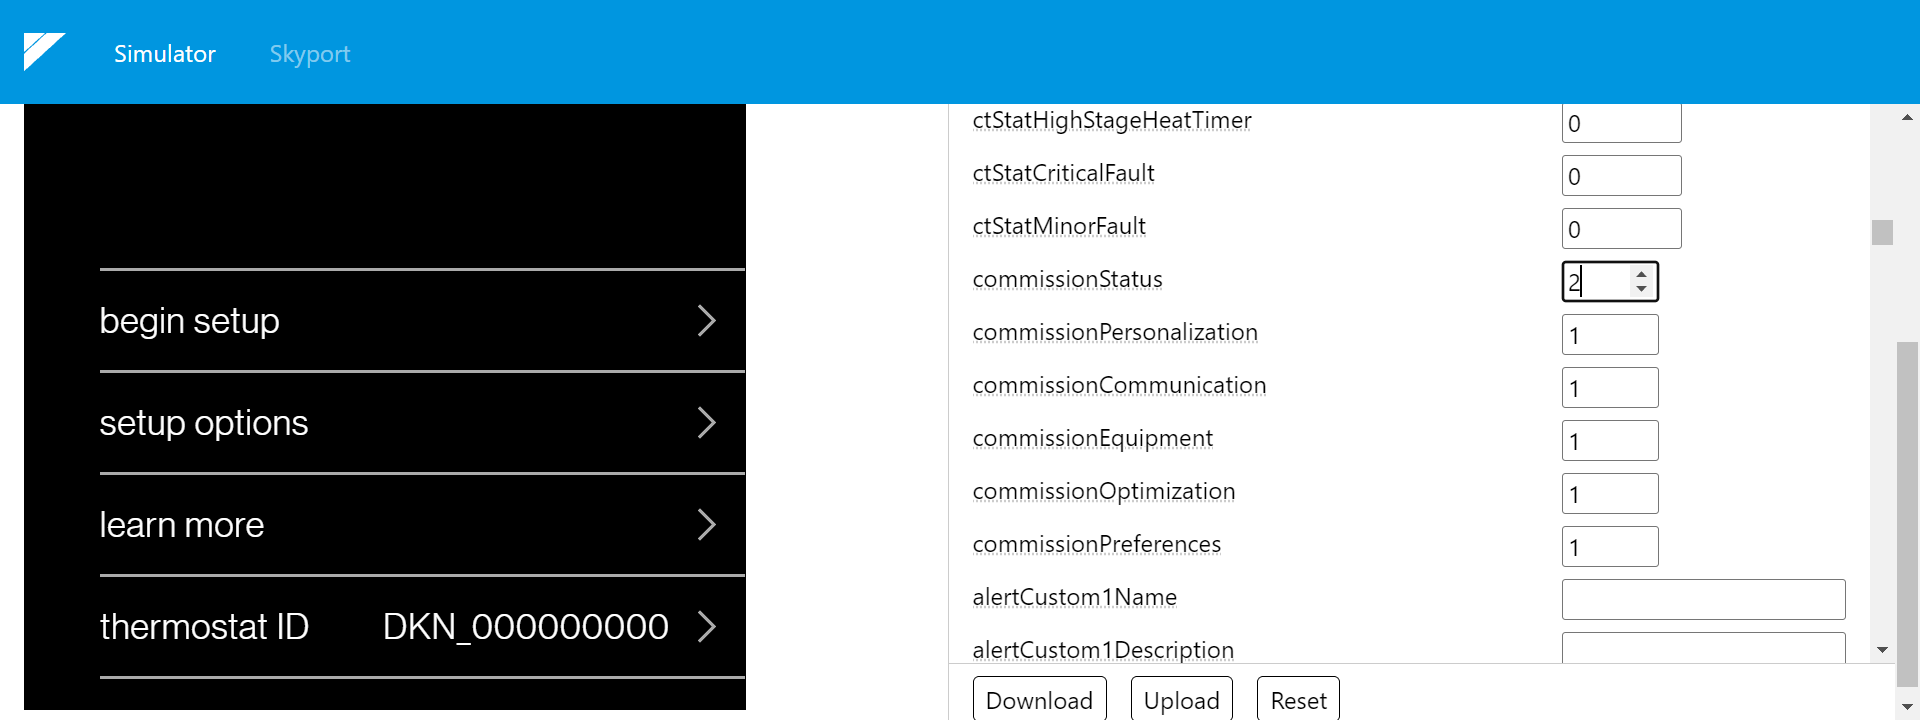 Simulator Skyport
begin setup
setup options
learn more
thermostat ID DKN_000000000
ctStatHighStageHeatTimer 0
ctStatCriticalFault 0
ctStatMinorFault 0
commissionStatus 2
commissionPersonalization 1
commissionCommunication 1
commissionEquipment 1
commissionOptimization 1
commissionPreferences 1
alertCustom1Name
alertCustom1Description
Download Upload Reset